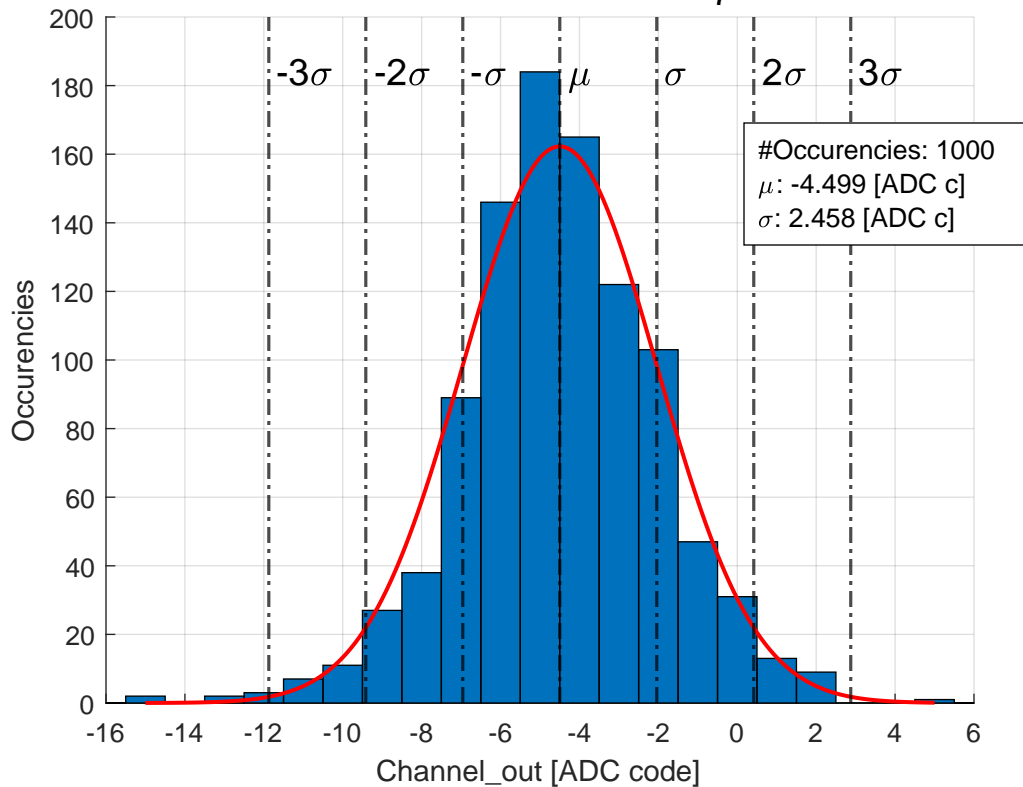 -3σ -2σ -σ μ σ 2σ 3σ
#Occurencies: 1000
μ: -4.499 [ADC c]
σ: 2.458 [ADC c]
200
180
160
140
120
100
80
60
40
20
0
Occurencies
-16 -14 -12 -10 -8 -6 -4 -2 0 2 4 6
Channel_out [ADC code]